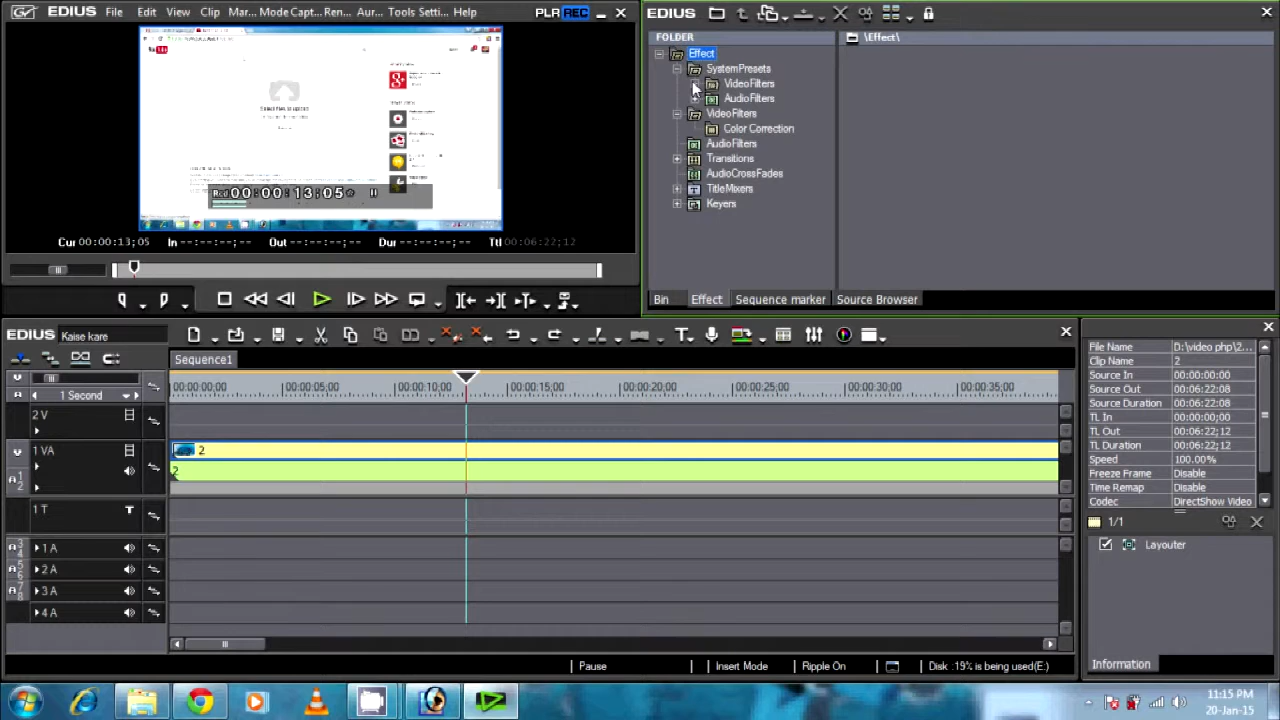 File Edit View Clip Mar... Mode Capt... Ren... Aur... Tools Setti... Help
PLR REC
EDIUS
FOLDER
\Effect\
Effect
SystemPresets
VideoFilters
AudioFilters
VideoFilters
Color Correction
AudioFilters
Transitions
AudioCrossFades
TitleMixers
Keyers
Rcd 00:00:13;05
Cur 00:00:13;05 In --:--:--;-- Out --:--:--;-- Dur --:--:--;-- Ttl 00:06:22;12
Bin Effect Sequence marker Source Browser
EDIUS Kaise kare
Sequence1
1 Second
00:00:00;00 00:00:05;00 00:00:10;00 00:00:15;00 00:00:20;00 00:00:25;00 00:00:30;00 00:00:35;00
2 V
1 VA
2
2
1 T
1 A
2 A
3 A
4 A
File Name D:\video php\2...
Clip Name 2
Source In 00:00:00;00
Source Out 00:06:22;08
Source Duration 00:06:22;08
TL In 00:00:00;00
TL Out 00:06:22;12
TL Duration 00:06:22;12
Speed 100.00%
Freeze Frame Disable
Time Remap Disable
Codec DirectShow Video
1/1
Layouter
Information
Pause Insert Mode Ripple On Disk :19% is being used(E:)
11:15 PM
20-Jan-15